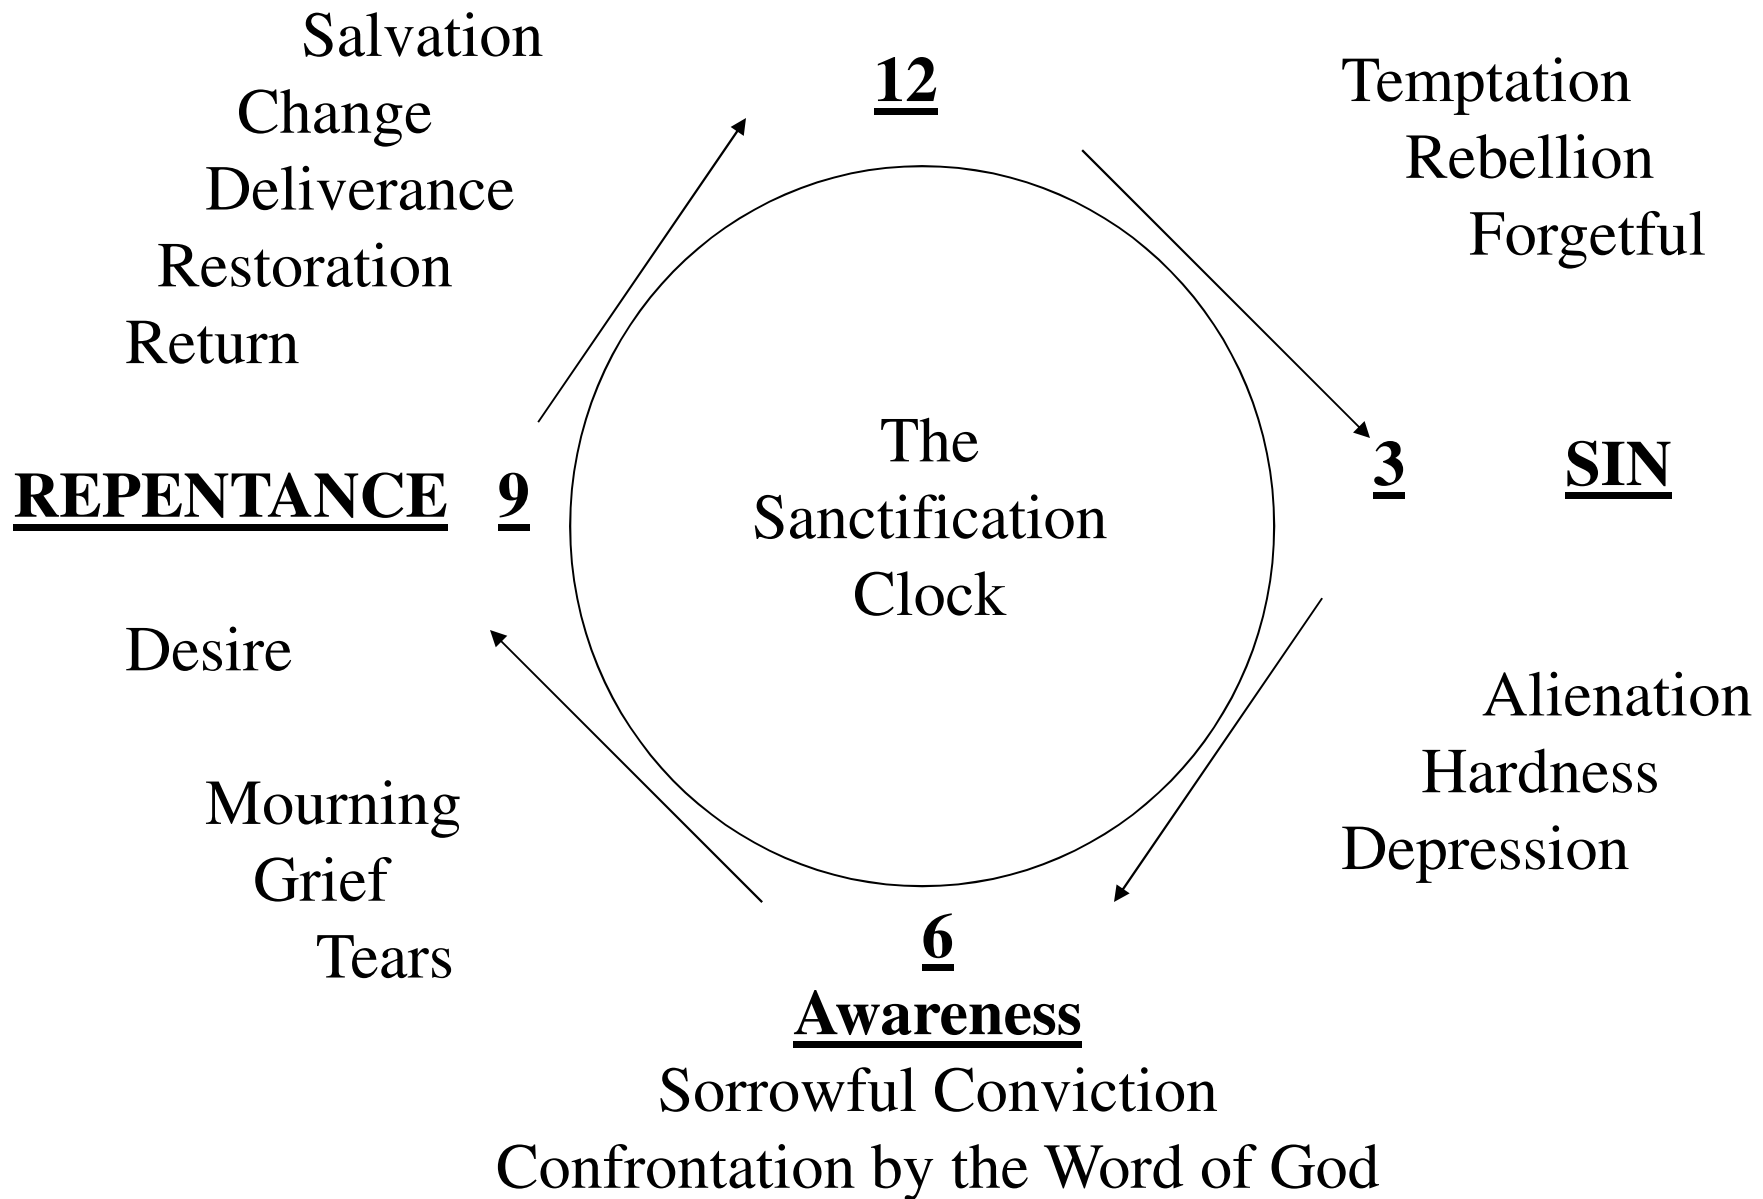 Salvation
Change
Deliverance
Restoration
Return
12
Temptation
Rebellion
Forgetful
REPENTANCE 9
The
Sanctification
Clock
3 SIN
Desire
Mourning
Grief
Tears
Alienation
Hardness
Depression
6
Awareness
Sorrowful Conviction
Confrontation by the Word of God